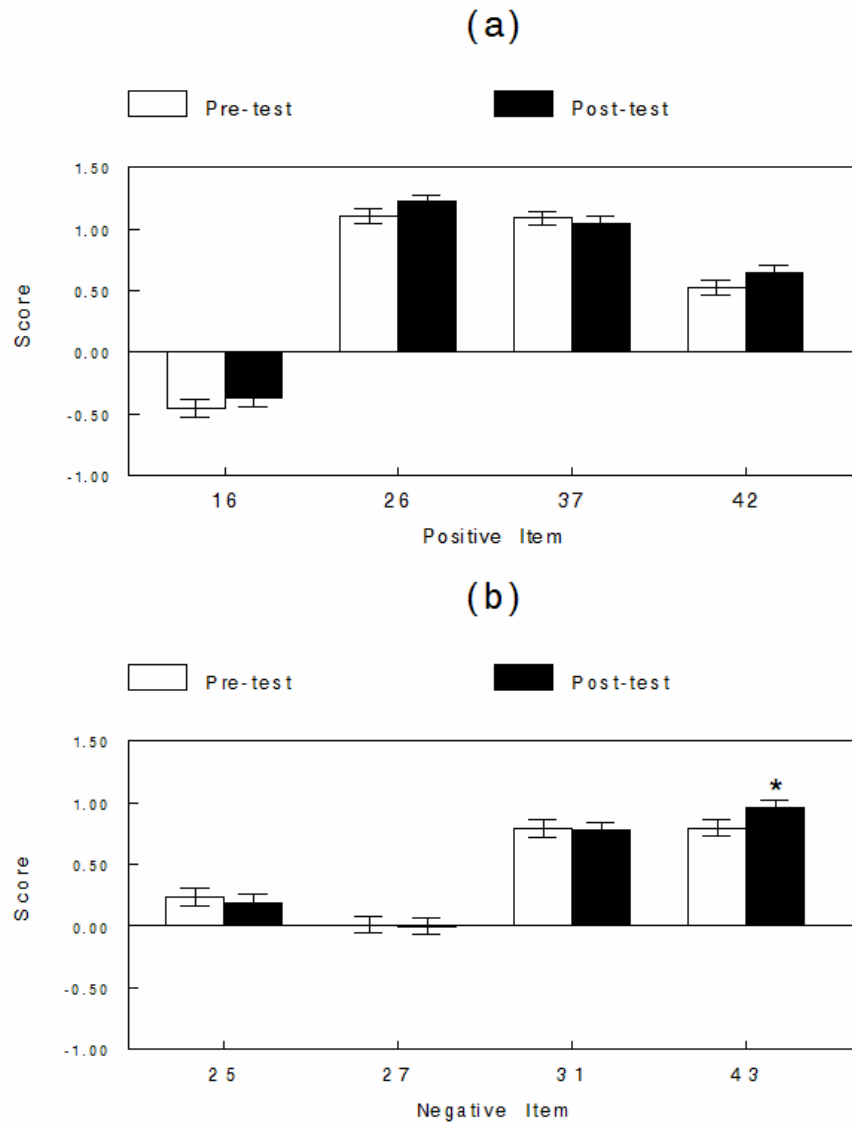 (a)
Pre-test Post-test
1.50
1.00
0.50
0.00
-0.50
-1.00
Score
16 26 37 42
Positive Item
(b)
Pre-test Post-test
*
1.50
1.00
0.50
0.00
-0.50
-1.00
Score
25 27 31 43
Negative Item